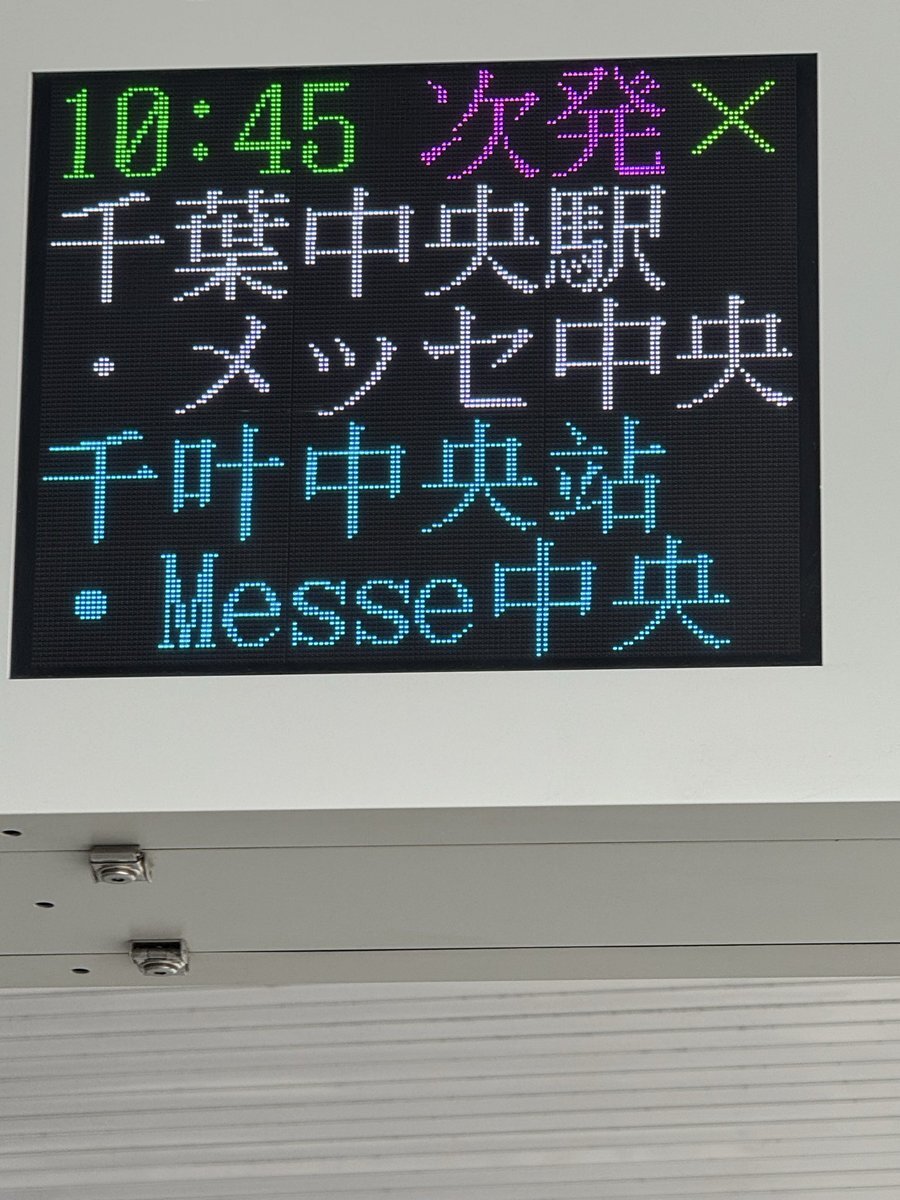 10:45 次発×
千葉中央駅
・メッセ中央
千叶中央站
・Messe中央